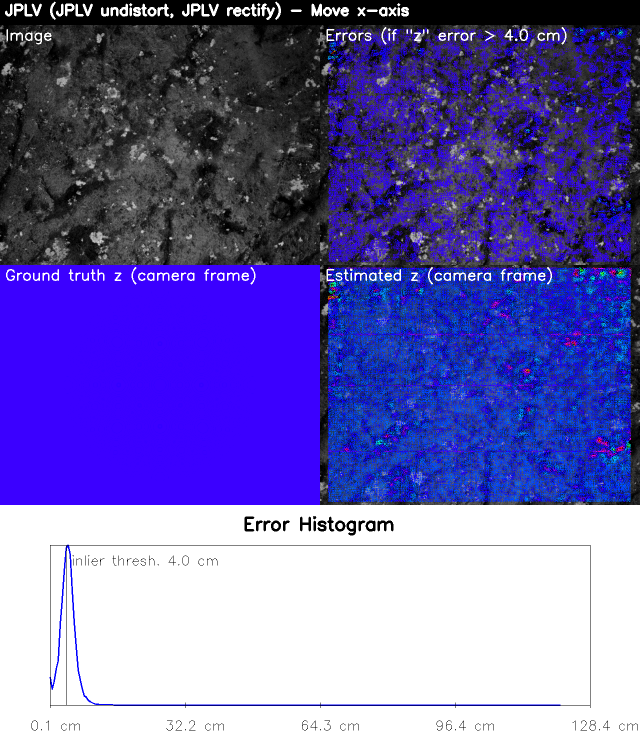 JPLV (JPLV undistort, JPLV rectify) - Move x-axis
Image
Errors (if "z" error > 4.0 cm)
Ground truth z (camera frame)
Estimated z (camera frame)
Error Histogram
inlier thresh. 4.0 cm
0.1 cm
32.2 cm
64.3 cm
96.4 cm
128.4 cm